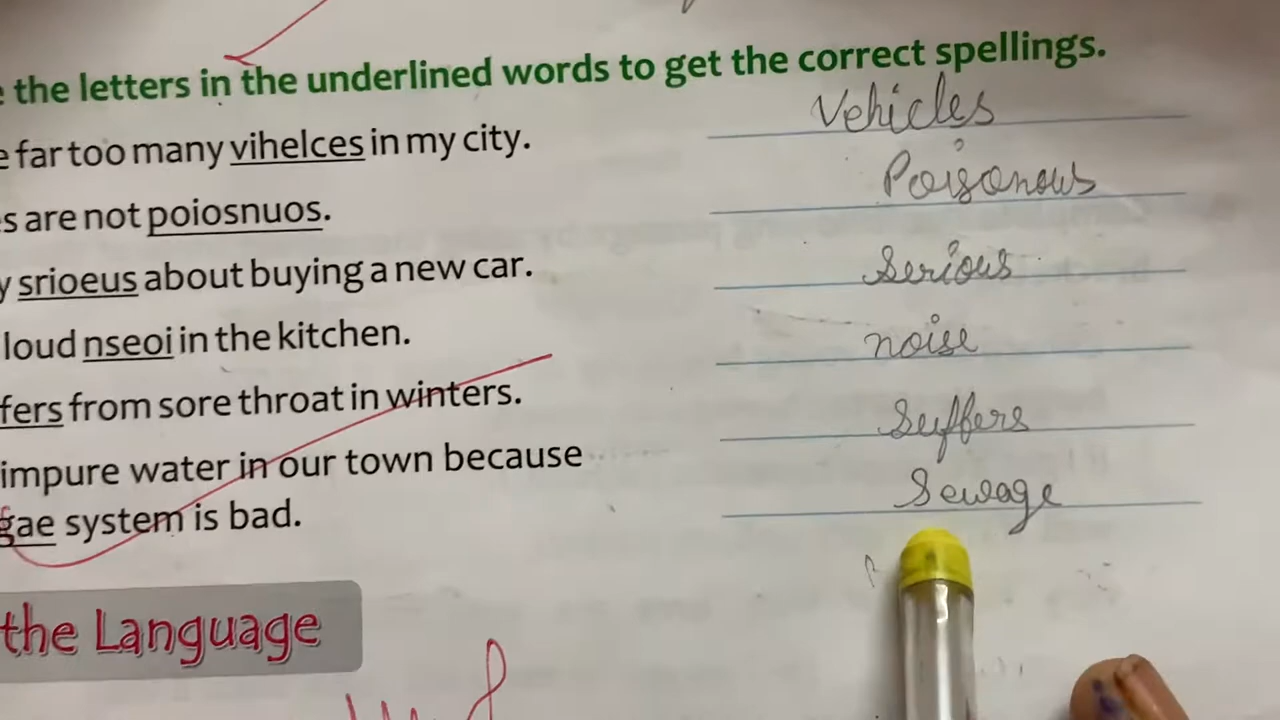 the letters in the underlined words to get the correct spellings.
far too many vihelces in my city. Vehicles
are not poiosnuos. Poisonous
srioeus about buying a new car. Serious
loud nseoi in the kitchen. noise
fers from sore throat in winters. Suffers
impure water in our town because
gae system is bad. Sewage
the Language